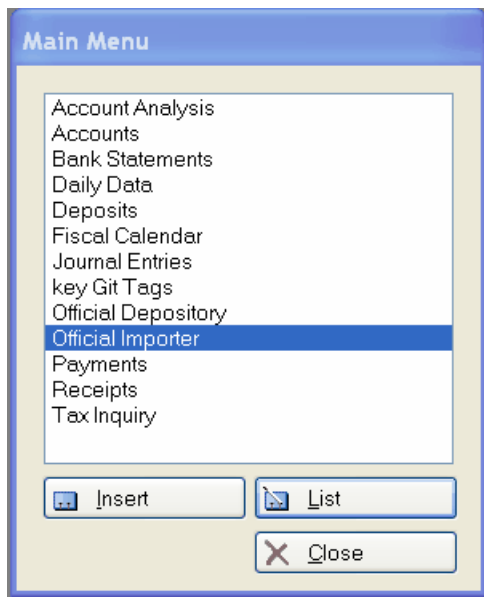 Main Menu
Account Analysis
Accounts
Bank Statements
Daily Data
Deposits
Fiscal Calendar
Journal Entries
key Git Tags
Official Depository
Official Importer
Payments
Receipts
Tax Inquiry
Insert
List
Close